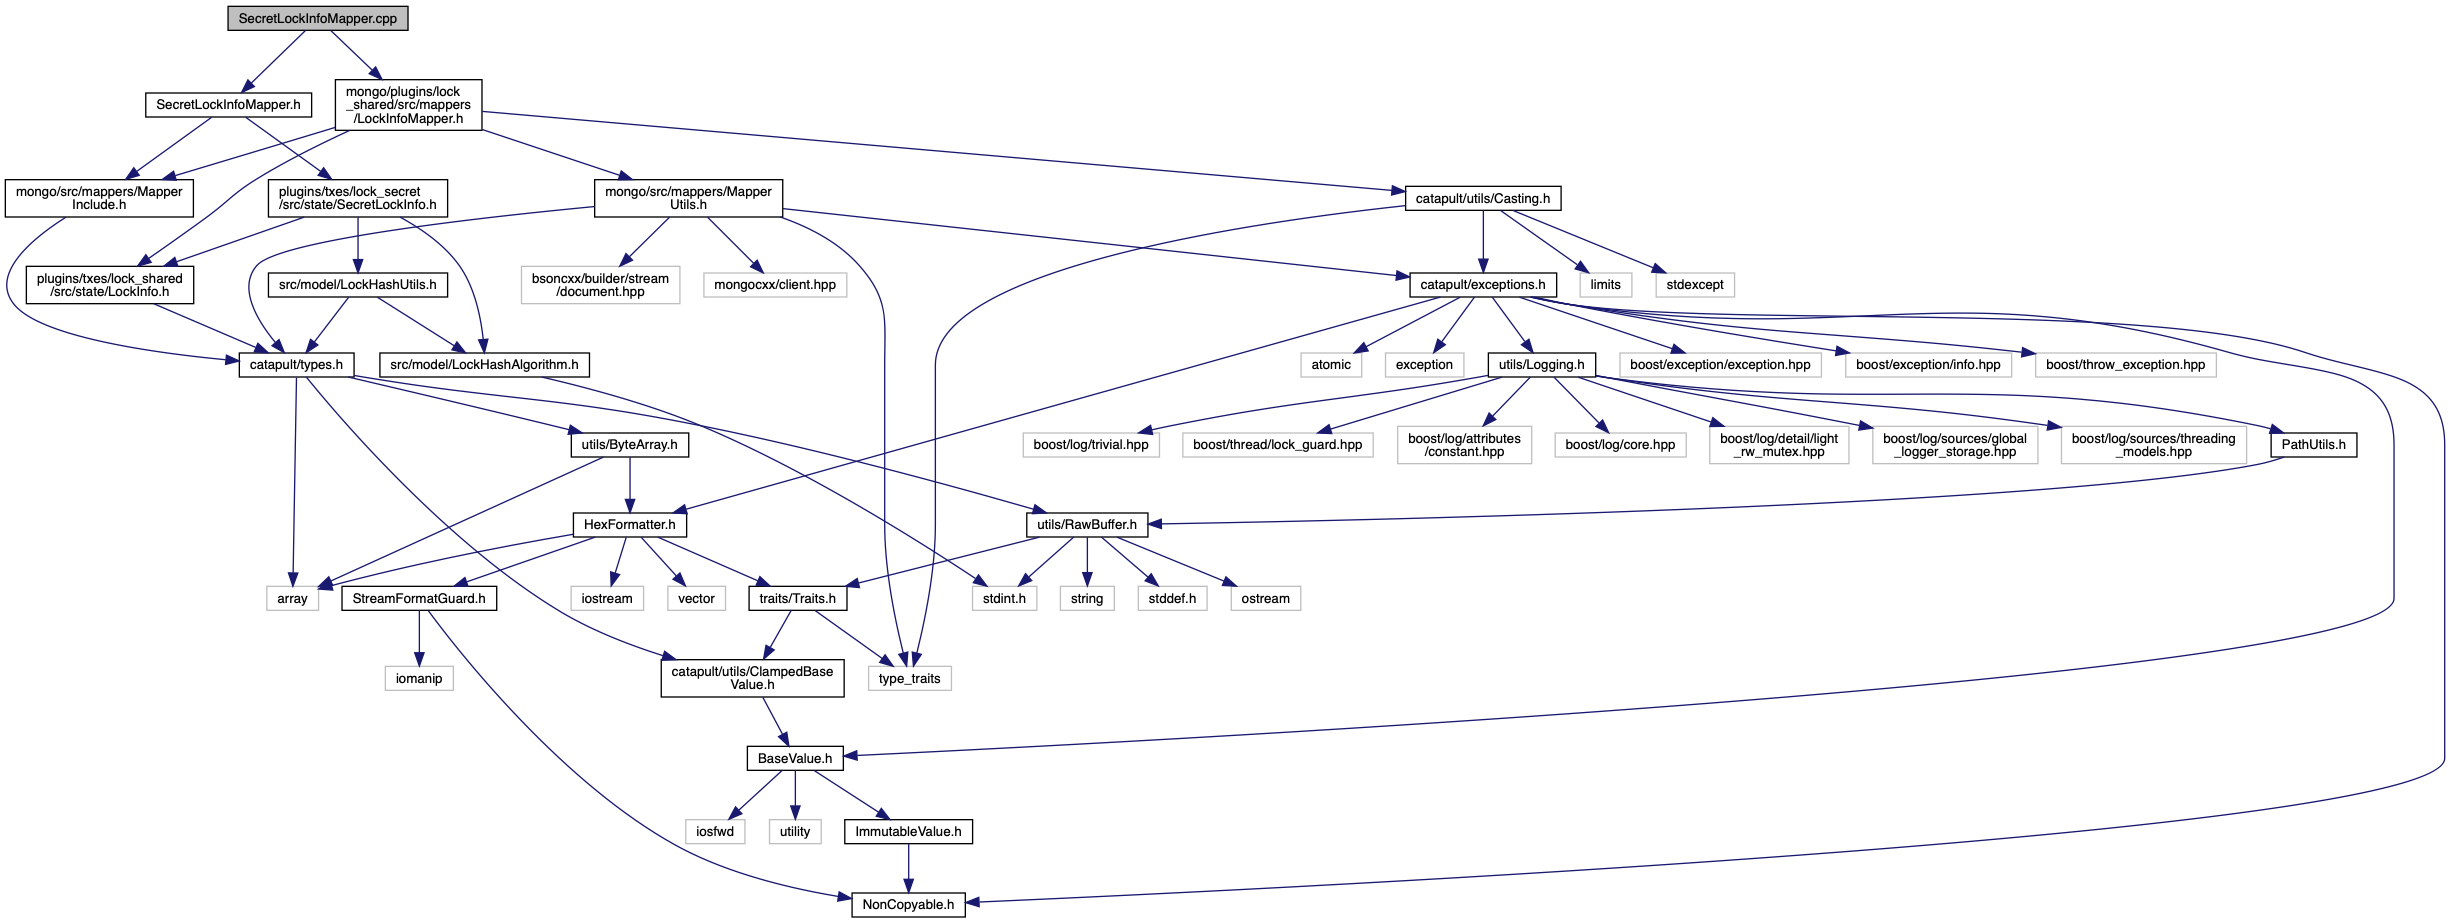 SecretLockInfoMapper.cpp
SecretLockInfoMapper.h
mongo/plugins/lock
_shared/src/mappers
/LockInfoMapper.h
mongo/src/mappers/Mapper
Include.h
plugins/txes/lock_secret
/src/state/SecretLockInfo.h
mongo/src/mappers/Mapper
Utils.h
catapult/utils/Casting.h
plugins/txes/lock_shared
/src/state/LockInfo.h
src/model/LockHashUtils.h
bsoncxx/builder/stream
/document.hpp
mongocxx/client.hpp
catapult/exceptions.h
limits
stdexcept
catapult/types.h
src/model/LockHashAlgorithm.h
atomic
exception
utils/Logging.h
boost/exception/exception.hpp
boost/exception/info.hpp
boost/throw_exception.hpp
utils/ByteArray.h
boost/log/trivial.hpp
boost/thread/lock_guard.hpp
boost/log/attributes
/constant.hpp
boost/log/core.hpp
boost/log/detail/light
_rw_mutex.hpp
boost/log/sources/global
_logger_storage.hpp
boost/log/sources/threading
_models.hpp
PathUtils.h
HexFormatter.h
utils/RawBuffer.h
array
StreamFormatGuard.h
iostream
vector
traits/Traits.h
stdint.h
string
stddef.h
ostream
iomanip
catapult/utils/ClampedBase
Value.h
type_traits
BaseValue.h
iosfwd
utility
ImmutableValue.h
NonCopyable.h